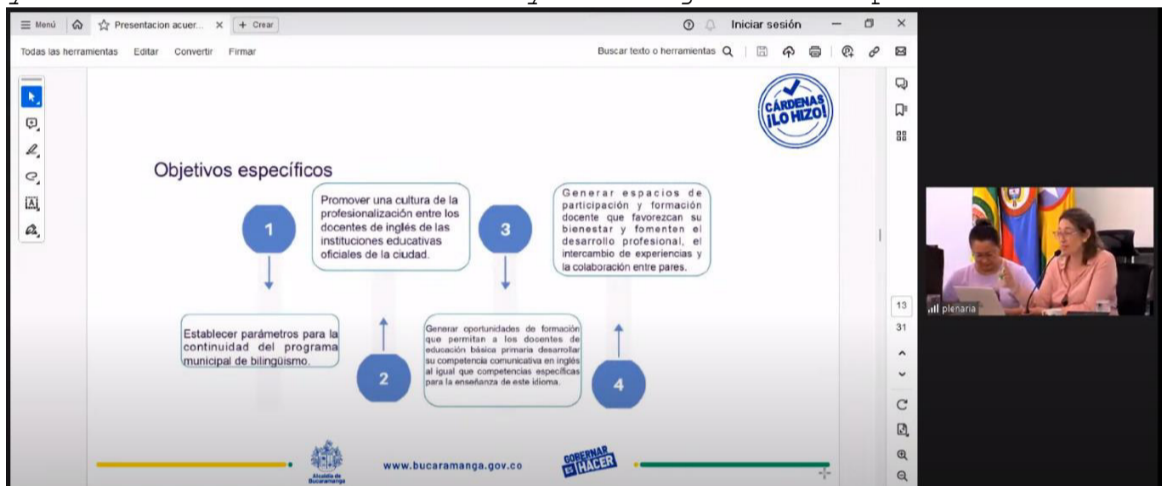 Menú
Presentacion acuer...
+ Crear
Iniciar sesión
Todas las herramientas
Editar
Convertir
Firmar
Buscar texto o herramientas
CÁRDENAS
¡LO HIZO!
Objetivos específicos
1
Establecer parámetros para la
continuidad del programa
municipal de bilingüismo.
Promover una cultura de la
profesionalización entre los
docentes de inglés de las
instituciones educativas
oficiales de la ciudad.
2
3
Generar oportunidades de formación
que permitan a los docentes de
educación básica primaria desarrollar
su competencia comunicativa en inglés
al igual que competencias específicas
para la enseñanza de este idioma.
Generar espacios de
participación y formación
docente que favorezcan su
bienestar y fomenten el
desarrollo profesional, el
intercambio de experiencias y
la colaboración entre pares.
4
13
31
plenaria
Alcaldía de
Bucaramanga
www.bucaramanga.gov.co
GOBERNAR
ES HACER